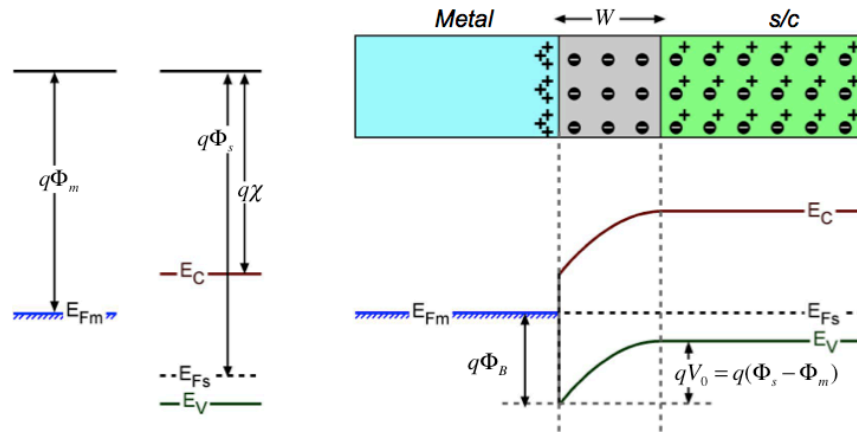 Metal
W
s/c
qΦm
qΦs
qχ
EC
EFm
EFs
EV
EC
EFm
EFs
EV
qΦB
qV0 = q(Φs − Φm)